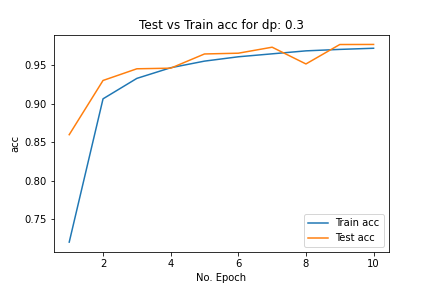 Test vs Train acc for dp: 0.3
0.95
0.90
0.85
0.80
0.75
acc
2
4
6
8
10
No. Epoch
Train acc
Test acc